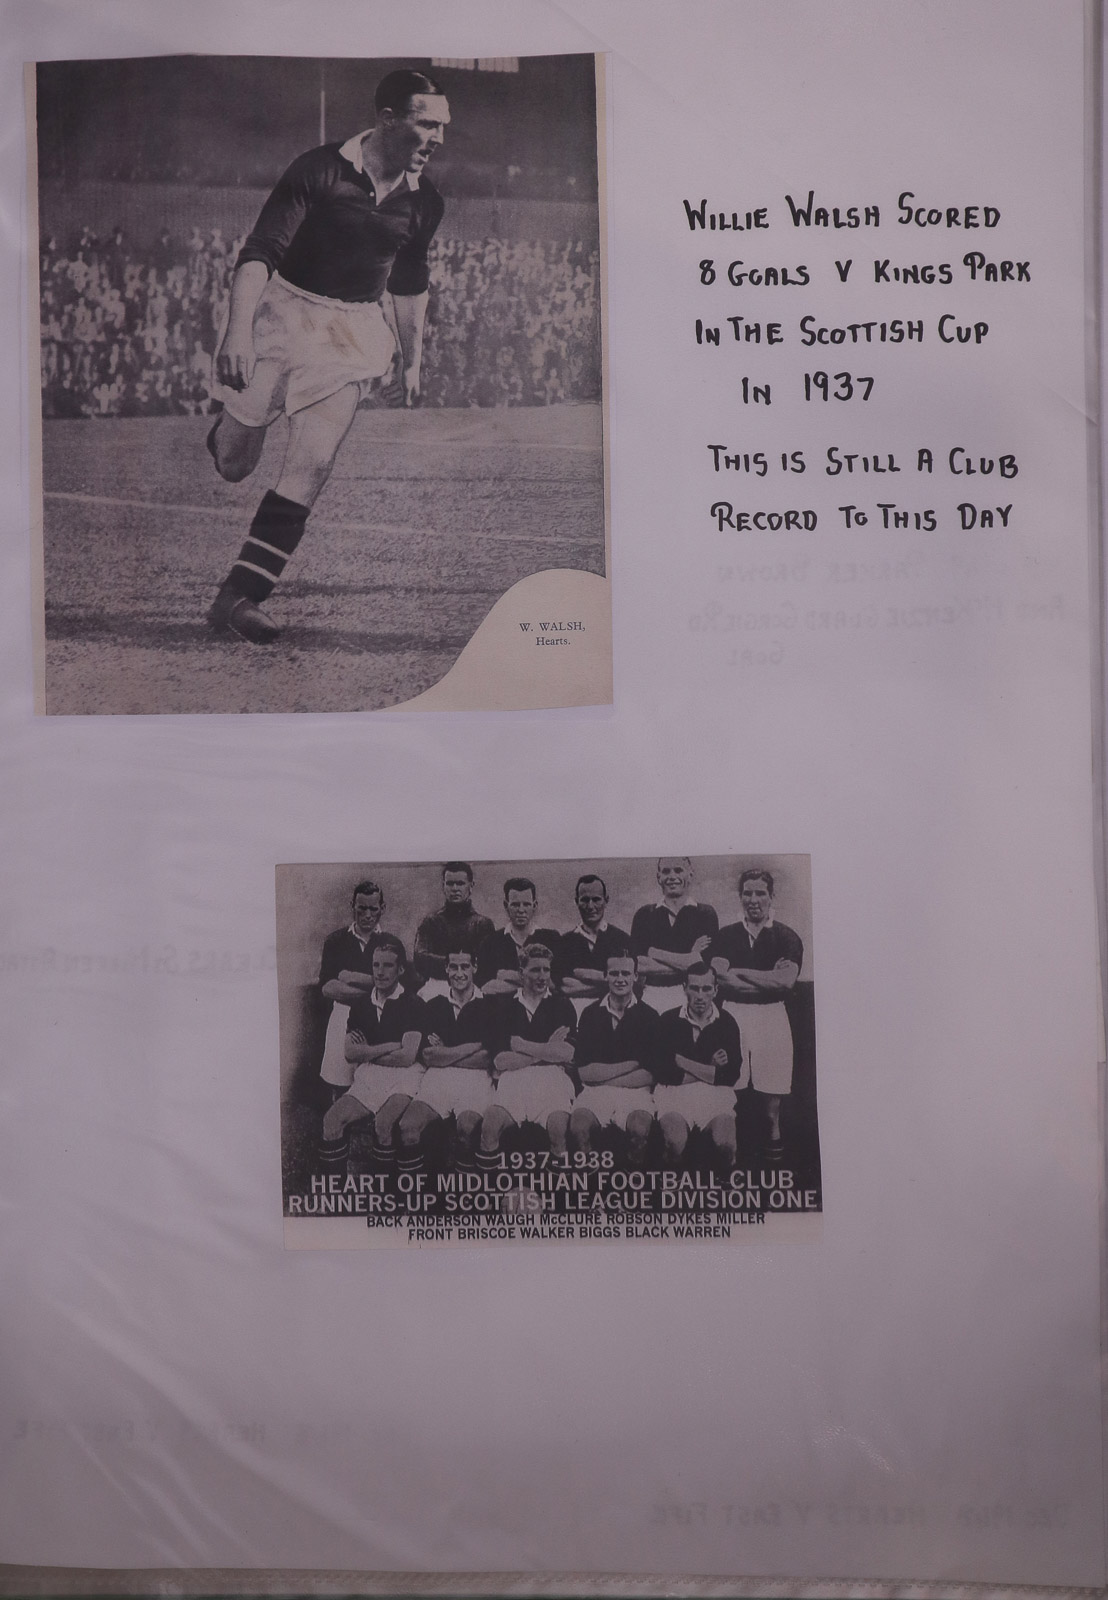 WILLIE WALSH SCORED
8 GOALS V KINGS PARK
IN THE SCOTTISH CUP
IN 1937
THIS IS STILL A CLUB
RECORD TO THIS DAY
W. WALSH,
Hearts.
1937-1938
HEART OF MIDLOTHIAN FOOTBALL CLUB
RUNNERS-UP SCOTTISH LEAGUE DIVISION ONE
BACK ANDERSON WAUGH McCLURE ROBSON DYKES MILLER
FRONT BRISCOE WALKER BIGGS BLACK WARREN